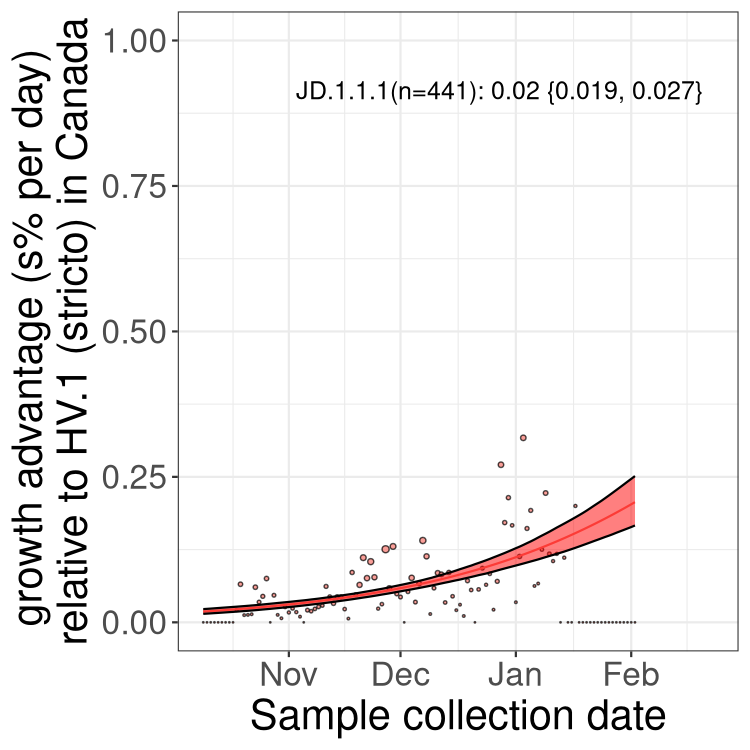 growth advantage (s% per day)
relative to HV.1 (stricto) in Canada
1.00
0.75
0.50
0.25
0.00
JD.1.1.1(n=441): 0.02 {0.019, 0.027}
Nov Dec Jan Feb
Sample collection date